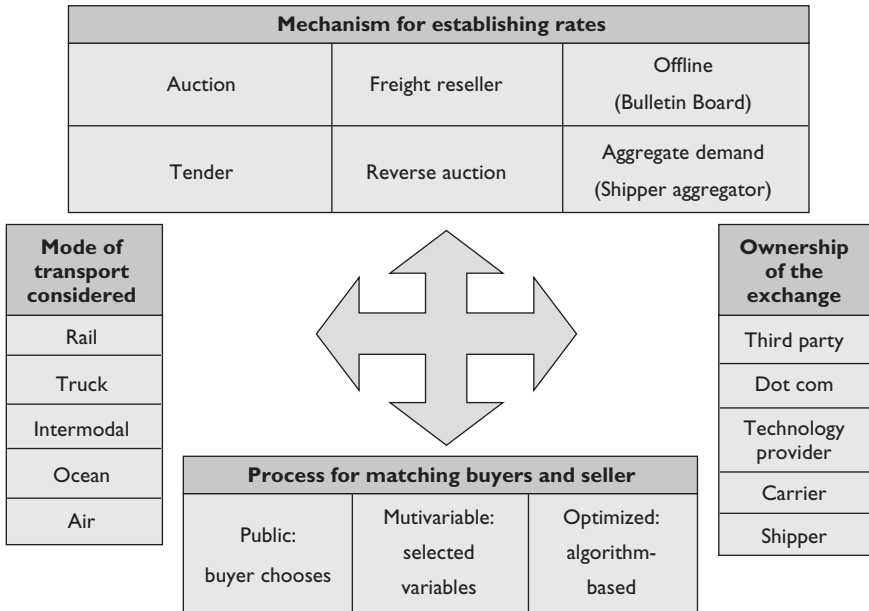 Mechanism for establishing rates
Auction
Freight reseller
Offline
(Bulletin Board)
Tender
Reverse auction
Aggregate demand
(Shipper aggregator)
Mode of
transport
considered
Rail
Truck
Intermodal
Ocean
Air
Ownership
of the
exchange
Third party
Dot com
Technology
provider
Carrier
Shipper
Process for matching buyers and seller
Public:
buyer chooses
Mutivariable:
selected
variables
Optimized:
algorithm-
based